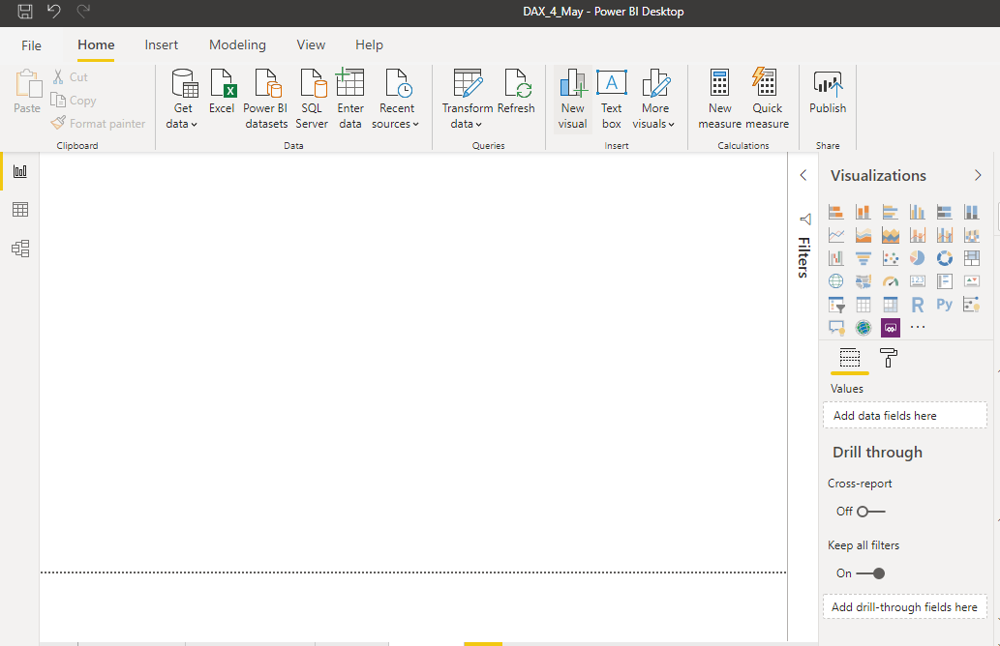 DAX_4_May - Power BI Desktop
File Home Insert Modeling View Help
Paste
Cut
Copy
Format painter
Clipboard
Get data
Excel
Power BI datasets
SQL Server
Enter data
Recent sources
Data
Transform data
Refresh
Queries
New visual
Text box
More visuals
Insert
New measure
Quick measure
Calculations
Publish
Share
Filters
Visualizations
R Py
Values
Add data fields here
Drill through
Cross-report
Off
Keep all filters
On
Add drill-through fields here